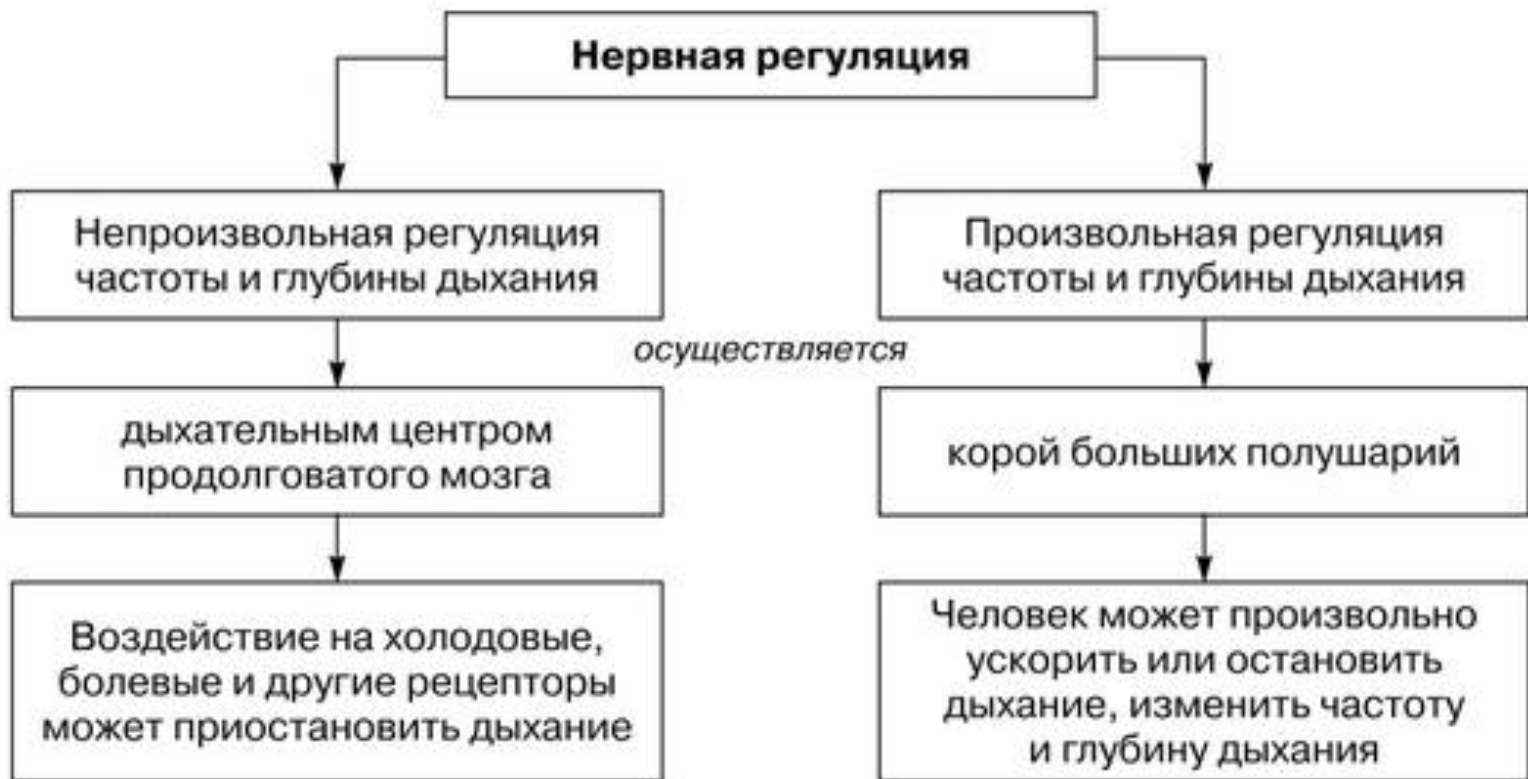 Нервная регуляция
Непроизвольная регуляция
частоты и глубины дыхания
Произвольная регуляция
частоты и глубины дыхания
осуществляется
дыхательным центром
продолговатого мозга
корой больших полушарий
Воздействие на холодовые,
болевые и другие рецепторы
может приостановить дыхание
Человек может произвольно
ускорить или остановить
дыхание, изменить частоту
и глубину дыхания